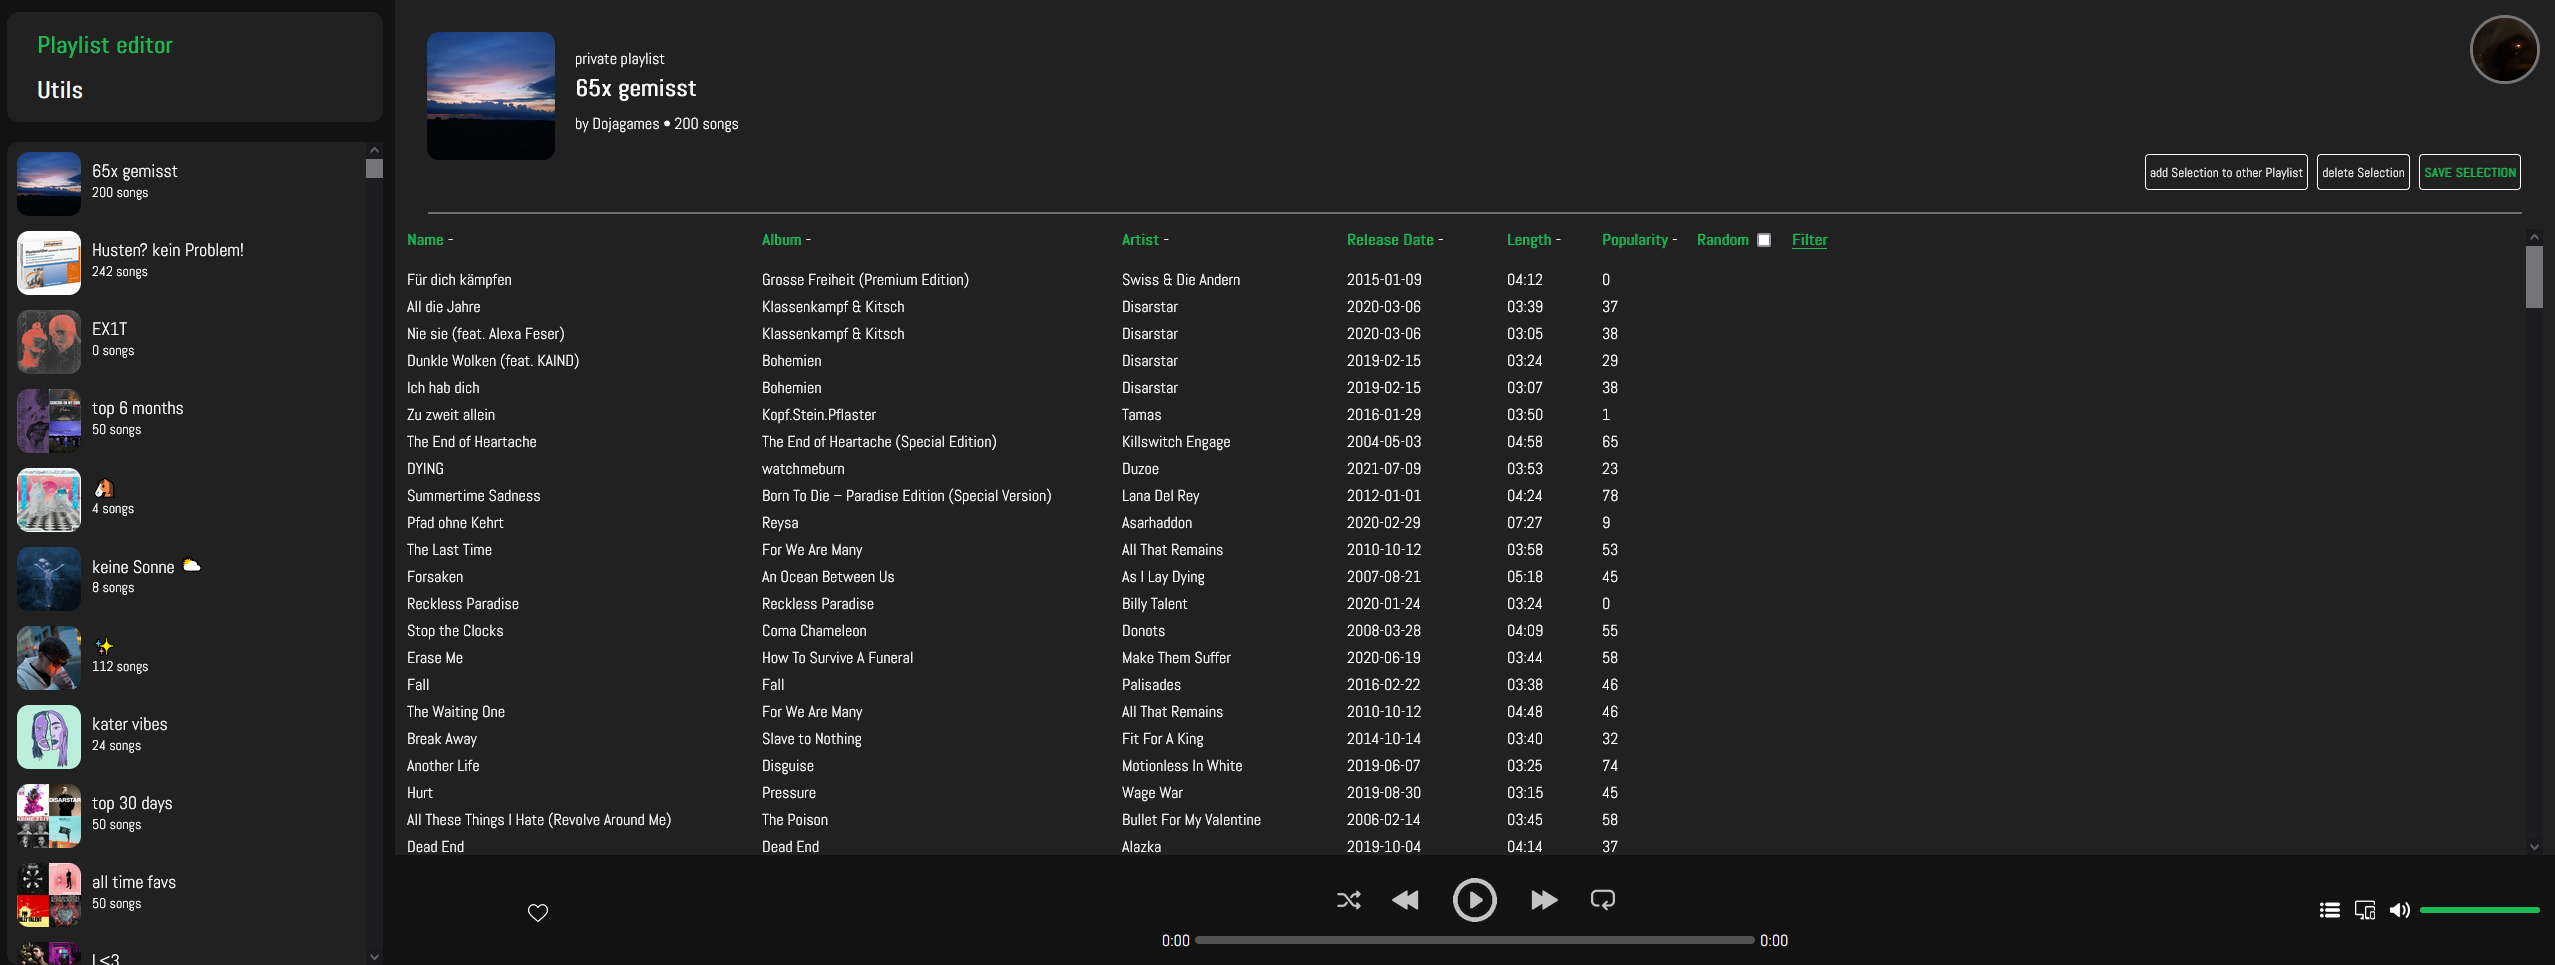 Playlist editor
Utils
65x gemisst
200 songs
Husten? kein Problem!
242 songs
EX1T
0 songs
top 6 months
50 songs
🐴
4 songs
keine Sonne 🌥️
8 songs
✨
112 songs
kater vibes
24 songs
top 30 days
50 songs
all time favs
50 songs
private playlist
65x gemisst
by Dojagames • 200 songs
add Selection to other Playlist delete Selection SAVE SELECTION
Name - Album - Artist - Release Date - Length - Popularity - Random Filter
Für dich kämpfen Grosse Freiheit (Premium Edition) Swiss & Die Andern 2015-01-09 04:12 0
All die Jahre Klassenkampf & Kitsch Disarstar 2020-03-06 03:39 37
Nie sie (feat. Alexa Feser) Klassenkampf & Kitsch Disarstar 2020-03-06 03:05 38
Dunkle Wolken (feat. KAIND) Bohemien Disarstar 2019-02-15 03:24 29
Ich hab dich Bohemien Disarstar 2019-02-15 03:07 38
Zu zweit allein Kopf.Stein.Pflaster Tamas 2016-01-29 03:50 1
The End of Heartache The End of Heartache (Special Edition) Killswitch Engage 2004-05-03 04:58 65
DYING watchmeburn Duzoe 2021-07-09 03:53 23
Summertime Sadness Born To Die – Paradise Edition (Special Version) Lana Del Rey 2012-01-01 04:24 78
Pfad ohne Kehrt Reysa Asarhaddon 2020-02-29 07:27 9
The Last Time For We Are Many All That Remains 2010-10-12 03:58 53
Forsaken An Ocean Between Us As I Lay Dying 2007-08-21 05:18 45
Reckless Paradise Reckless Paradise Billy Talent 2020-01-24 03:24 0
Stop the Clocks Coma Chameleon Donots 2008-03-28 04:09 55
Erase Me How To Survive A Funeral Make Them Suffer 2020-06-19 03:44 58
Fall Fall Palisades 2016-02-22 03:38 46
The Waiting One For We Are Many All That Remains 2010-10-12 04:48 46
Break Away Slave to Nothing Fit For A King 2014-10-14 03:40 32
Another Life Disguise Motionless In White 2019-06-07 03:25 74
Hurt Pressure Wage War 2019-08-30 03:15 45
All These Things I Hate (Revolve Around Me) The Poison Bullet For My Valentine 2006-02-14 03:45 58
Dead End Dead End Alazka 2019-10-04 04:14 37
0:00 0:00